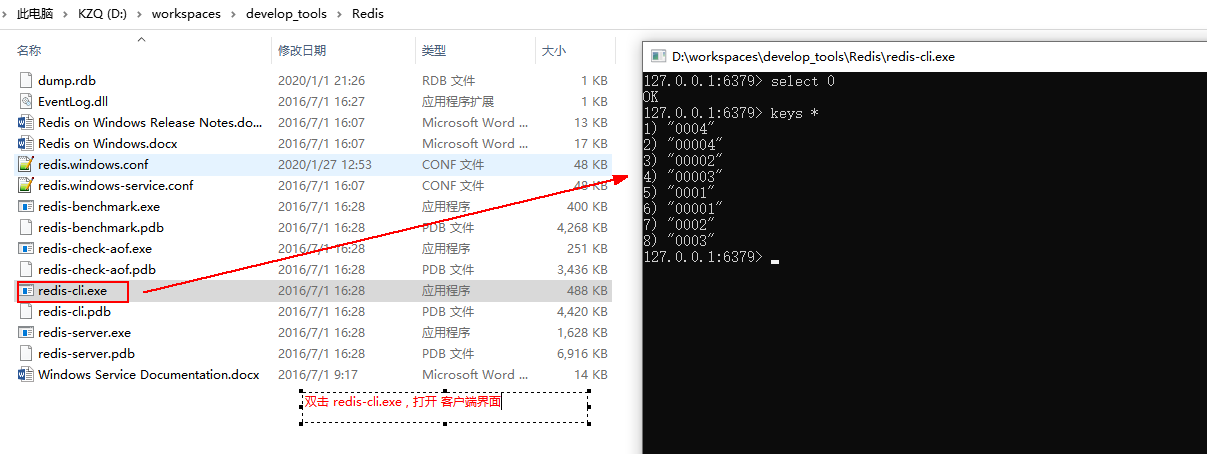 此电脑 › KZQ (D:) › workspaces › develop_tools › Redis
名称 修改日期 类型 大小
dump.rdb 2020/1/1 21:26 RDB 文件 1 KB
EventLog.dll 2016/7/1 16:27 应用程序扩展 1 KB
Redis on Windows Release Notes.do... 2016/7/1 16:07 Microsoft Word ... 13 KB
Redis on Windows.docx 2016/7/1 16:07 Microsoft Word ... 17 KB
redis.windows.conf 2020/1/27 12:53 CONF 文件 48 KB
redis.windows-service.conf 2016/7/1 16:07 CONF 文件 48 KB
redis-benchmark.exe 2016/7/1 16:28 应用程序 400 KB
redis-benchmark.pdb 2016/7/1 16:28 PDB 文件 4,268 KB
redis-check-aof.exe 2016/7/1 16:28 应用程序 251 KB
redis-check-aof.pdb 2016/7/1 16:28 PDB 文件 3,436 KB
redis-cli.exe 2016/7/1 16:28 应用程序 488 KB
redis-cli.pdb 2016/7/1 16:28 PDB 文件 4,420 KB
redis-server.exe 2016/7/1 16:28 应用程序 1,628 KB
redis-server.pdb 2016/7/1 16:28 PDB 文件 6,916 KB
Windows Service Documentation.docx 2016/7/1 9:17 Microsoft Word ... 14 KB
双击 redis-cli.exe , 打开 客户端界面
D:\workspaces\develop_tools\Redis\redis-cli.exe
127.0.0.1:6379> select 0
OK
127.0.0.1:6379> keys *
1) "0004"
2) "00004"
3) "00002"
4) "00003"
5) "0001"
6) "00001"
7) "0002"
8) "0003"
127.0.0.1:6379>